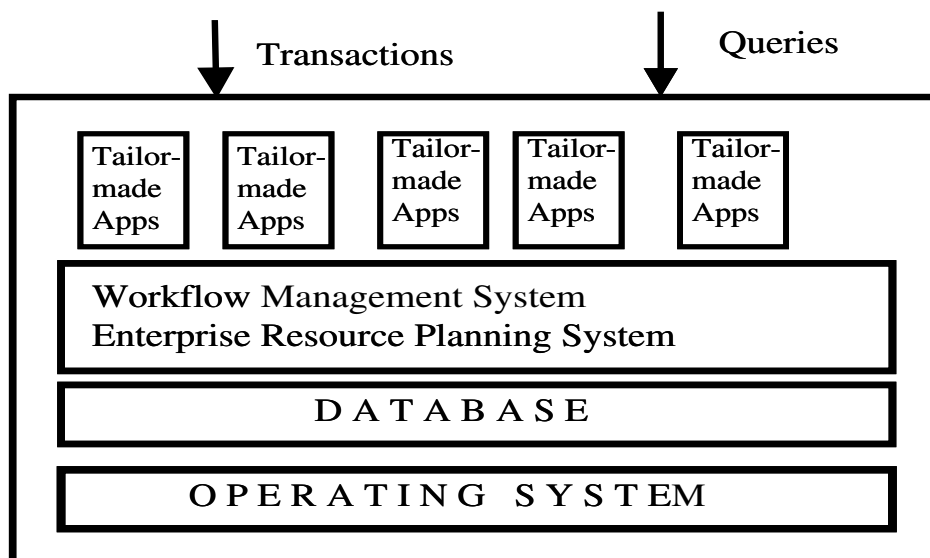 Transactions
Queries
Tailor-
made
Apps
Tailor-
made
Apps
Tailor-
made
Apps
Tailor-
made
Apps
Tailor-
made
Apps
Workflow Management System
Enterprise Resource Planning System
D A T A B A S E
O P E R A T I N G S Y S T E M